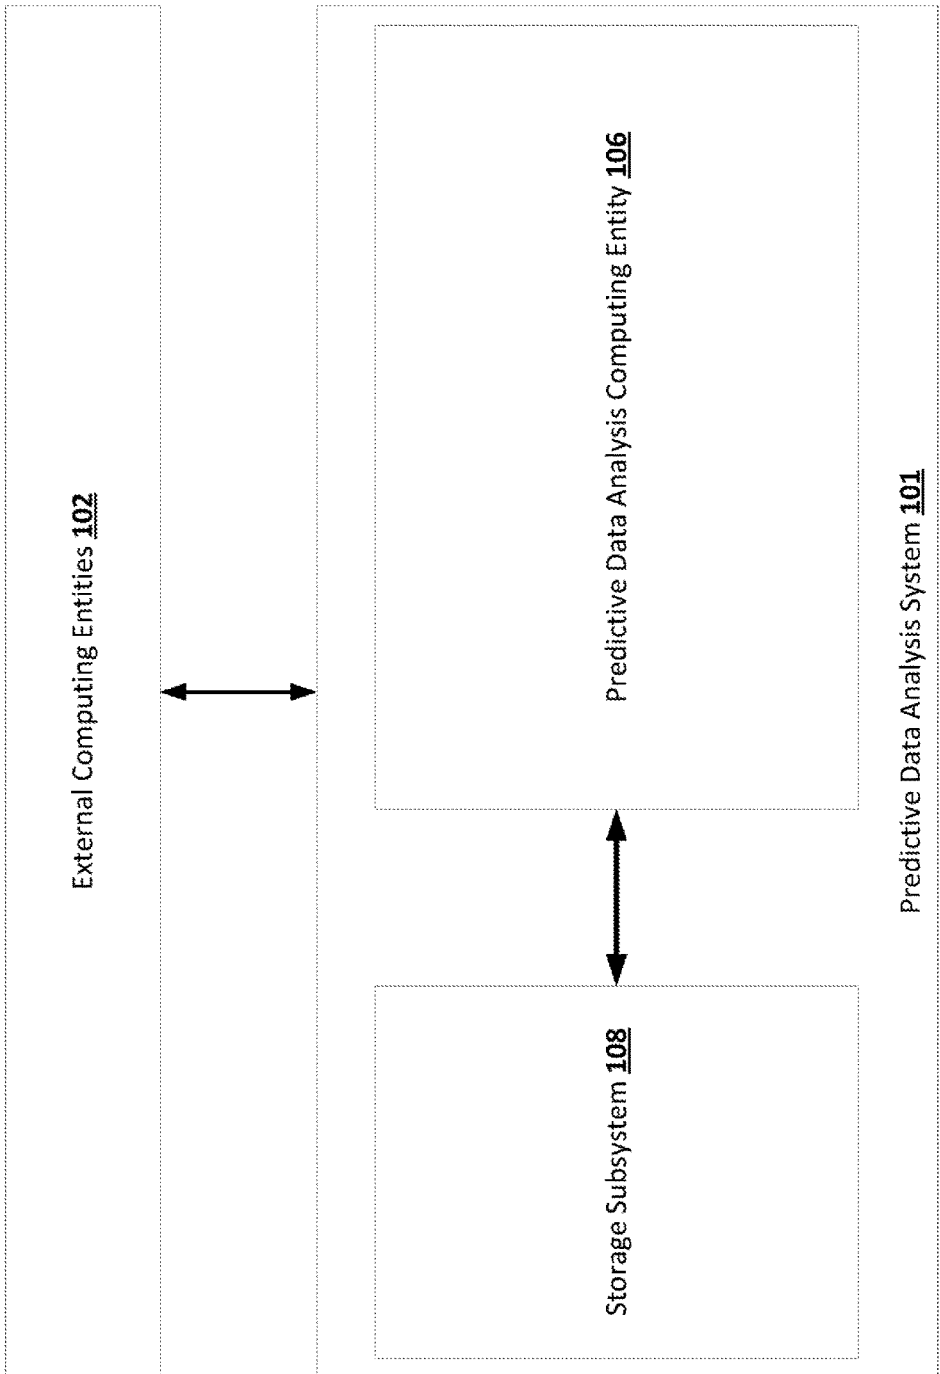 External Computing Entities 102
Storage Subsystem 108
Predictive Data Analysis Computing Entity 106
Predictive Data Analysis System 101